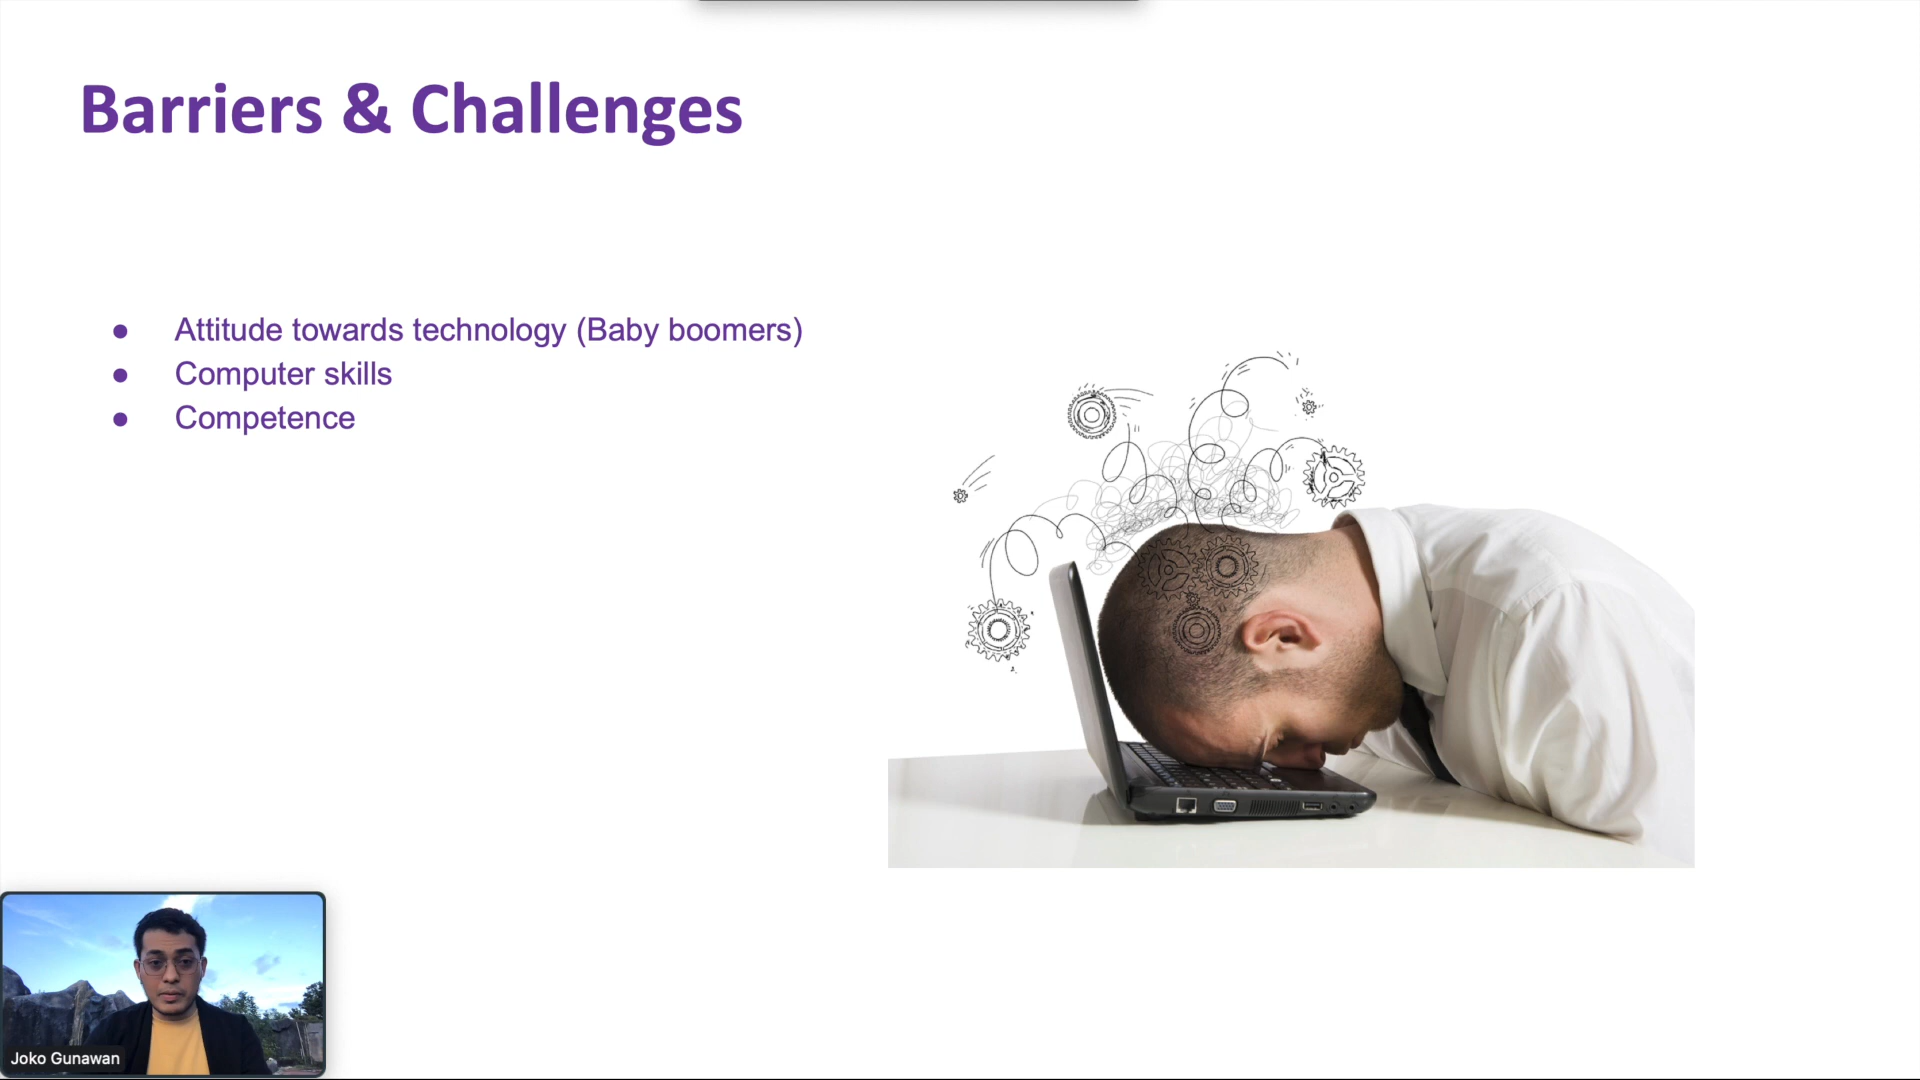 Barriers & Challenges
● Attitude towards technology (Baby boomers)
● Computer skills
● Competence
Joko Gunawan